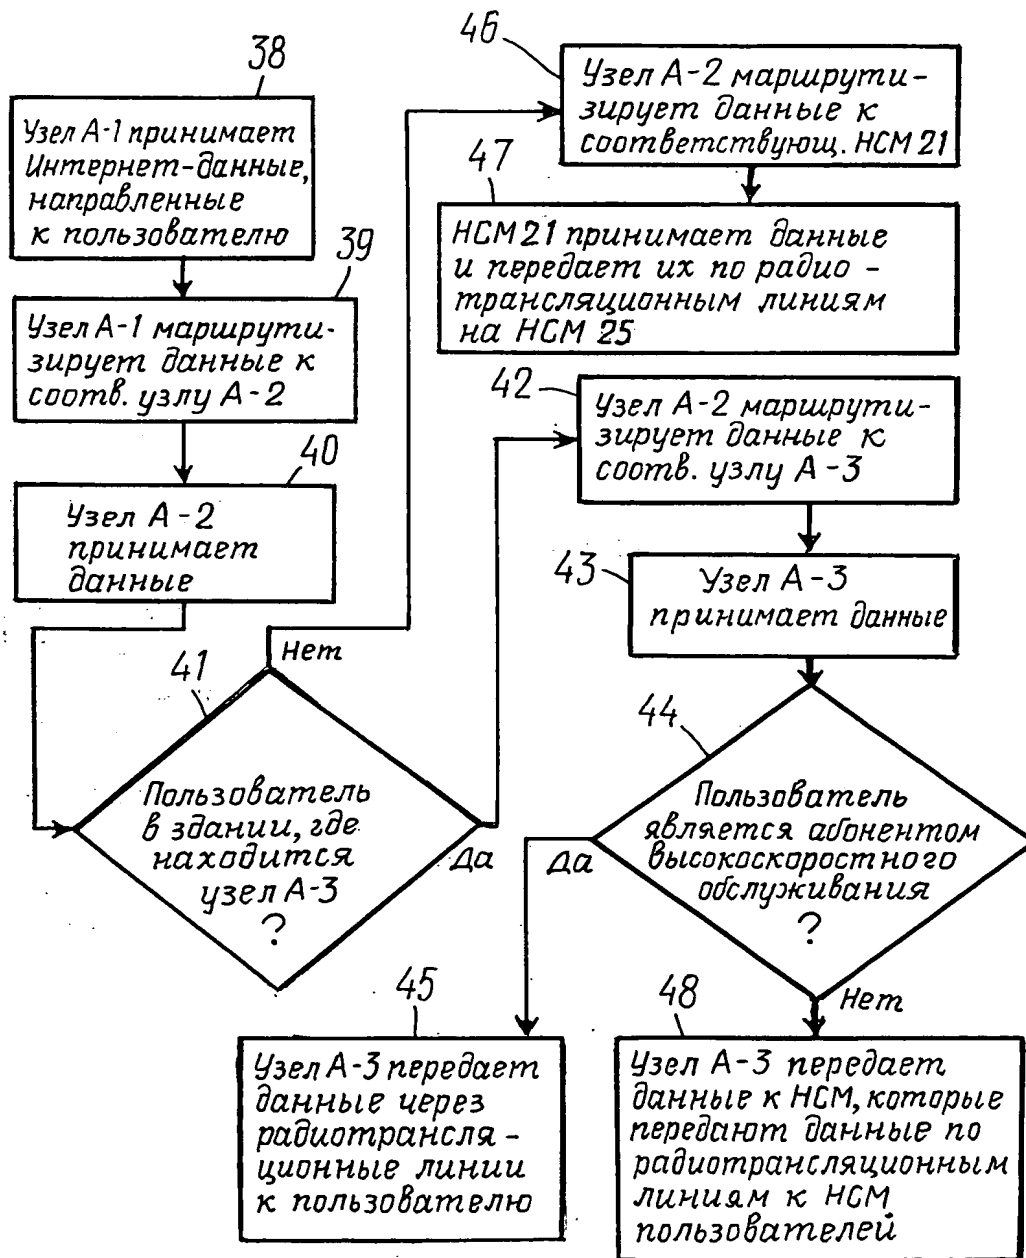 38
Узел А-1 принимает
Интернет-данные,
направленные
к пользователю
39
Узел А-1 маршрути-
зирует данные к
соотв. узлу А-2
40
Узел А-2
принимает
данные
41
Нет
Пользователь
в здании, где
находится
узел А-3
?
Да
46
Узел А-2 маршрути-
зирует данные к
соответствующ. НСМ 21
47
НСМ 21 принимает данные
и передает их по радио-
трансляционным линиям
на НСМ 25
42
Узел А-2 маршрути-
зирует данные к
соотв. узлу А-3
43
Узел А-3
принимает данные
44
Пользователь
является абонентом
высокоскоростного
обслуживания
?
Да
Нет
45
Узел А-3 передает
данные через
радиотрансля-
ционные линии
к пользователю
48
Узел А-3 передает
данные к НСМ, которые
передают данные по
радиотрансляционным
линиям к НСМ
пользователей